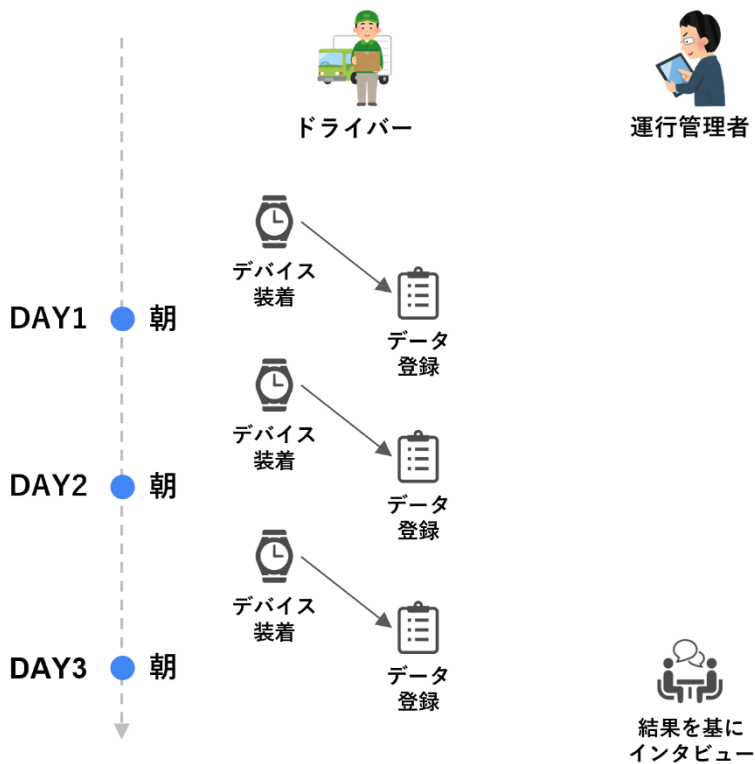 ドライバー
運行管理者
デバイス
装着
データ
登録
DAY1
朝
デバイス
装着
データ
登録
DAY2
朝
デバイス
装着
データ
登録
DAY3
朝
結果を基に
インタビュー